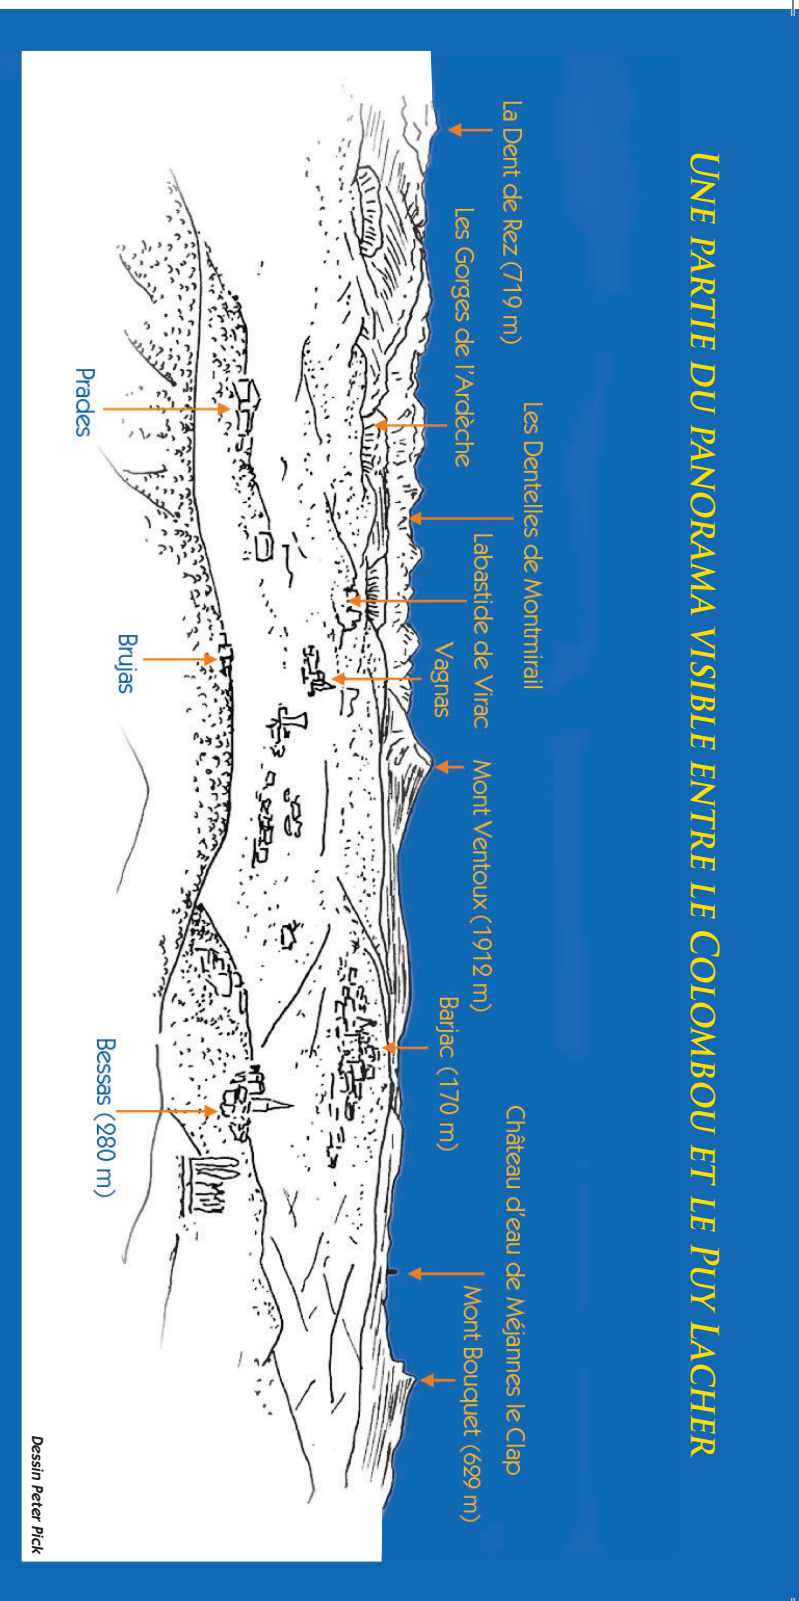 UNE PARTIE DU PANORAMA VISIBLE ENTRE LE COLOMBOU ET LE PUY LACHER
La Dent de Rez (719 m)
Les Gorges de l'Ardèche
Les Dentelles de Montmirail
Labastide de Virac
Vagnas
Mont Ventoux (1912 m)
Barjac (170 m)
Château d'eau de Méjannes le Clap
Mont Bouquet (629 m)
Prades
Brujas
Bessas (280 m)
Dessin Peter Pick